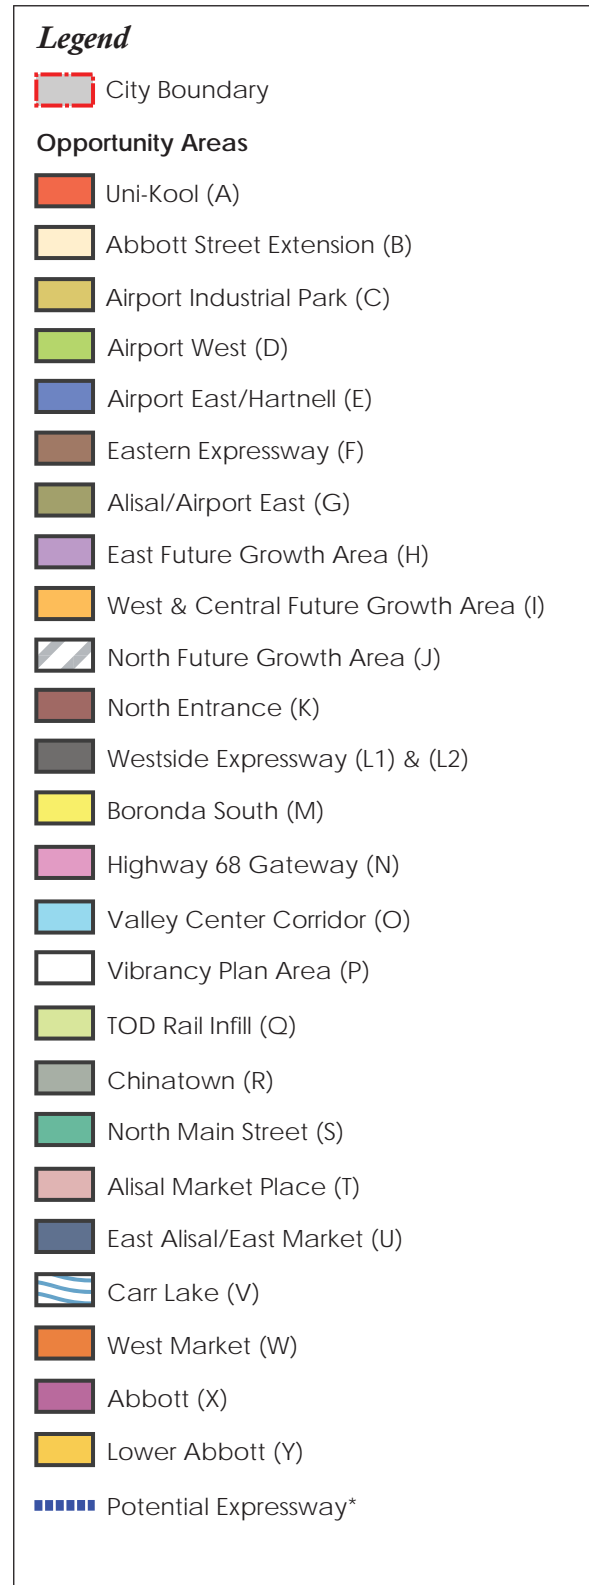 Legend
City Boundary
Opportunity Areas
Uni-Kool (A)
Abbott Street Extension (B)
Airport Industrial Park (C)
Airport West (D)
Airport East/Hartnell (E)
Eastern Expressway (F)
Alisal/Airport East (G)
East Future Growth Area (H)
West & Central Future Growth Area (I)
North Future Growth Area (J)
North Entrance (K)
Westside Expressway (L1) & (L2)
Boronda South (M)
Highway 68 Gateway (N)
Valley Center Corridor (O)
Vibrancy Plan Area (P)
TOD Rail Infill (Q)
Chinatown (R)
North Main Street (S)
Alisal Market Place (T)
East Alisal/East Market (U)
Carr Lake (V)
West Market (W)
Abbott (X)
Lower Abbott (Y)
Potential Expressway*